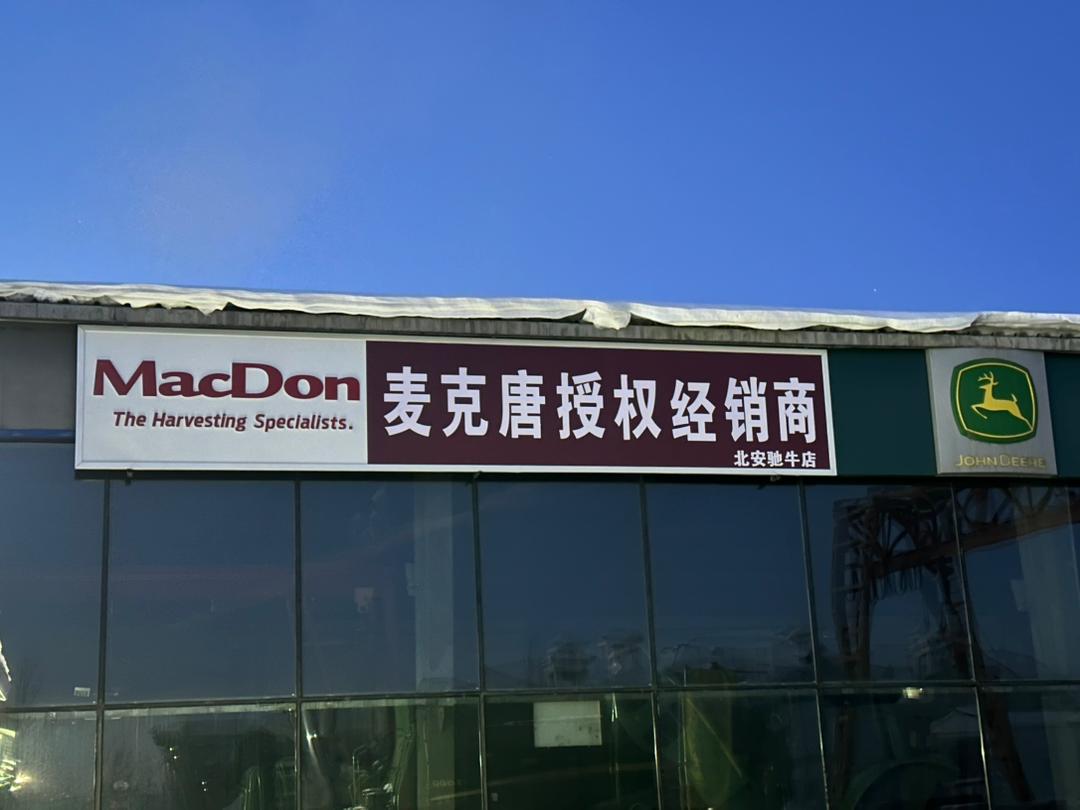 MacDon
The Harvesting Specialists.
麦克唐授权经销商
北安驰牛店
JOHN DEERE